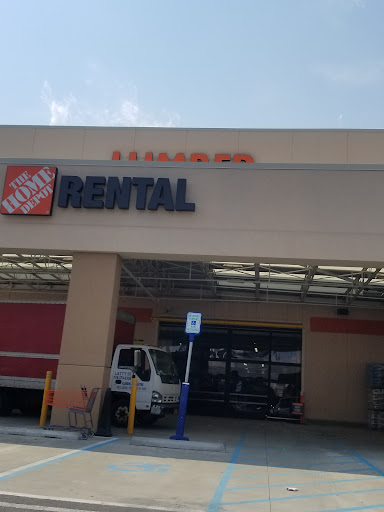 LUMBER
THE
HOME
DEPOT
RENTAL